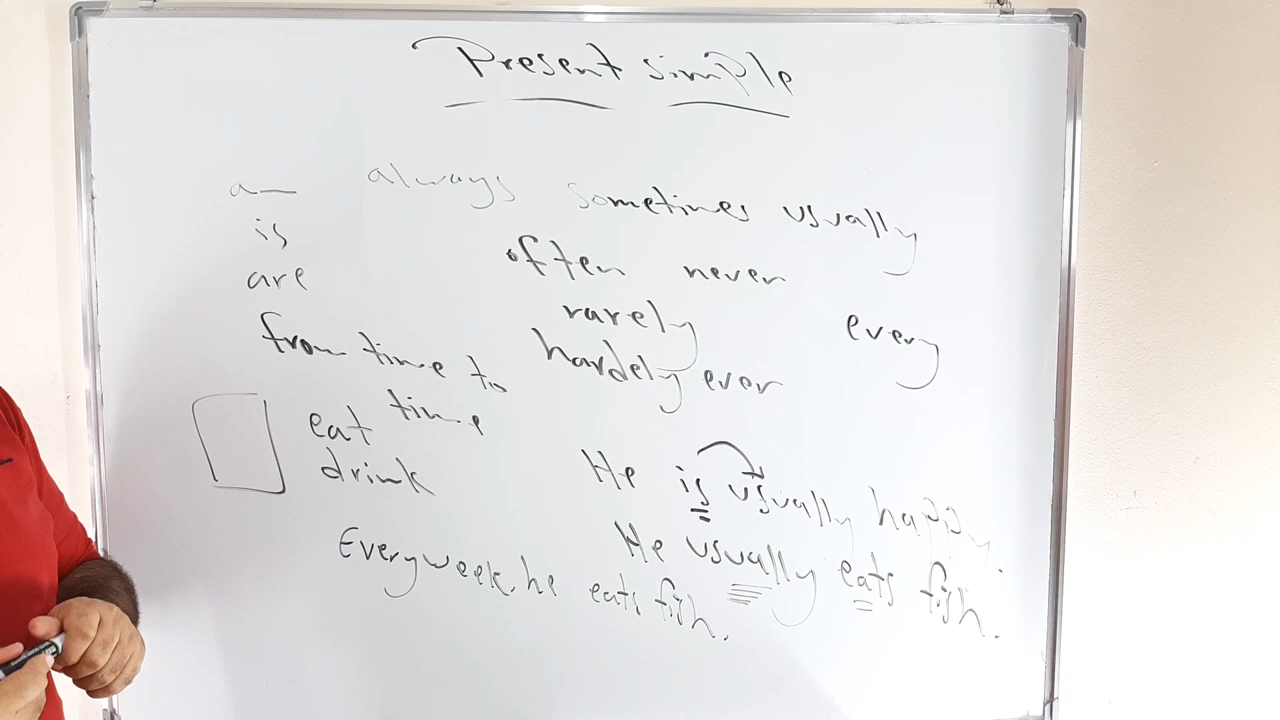 Present simple
am always sometimes usually
is often never
are rarely every
from time to time hardely ever
eat
drink
He is usually happy.
He usually eats fish.
Every week, he eats fish.